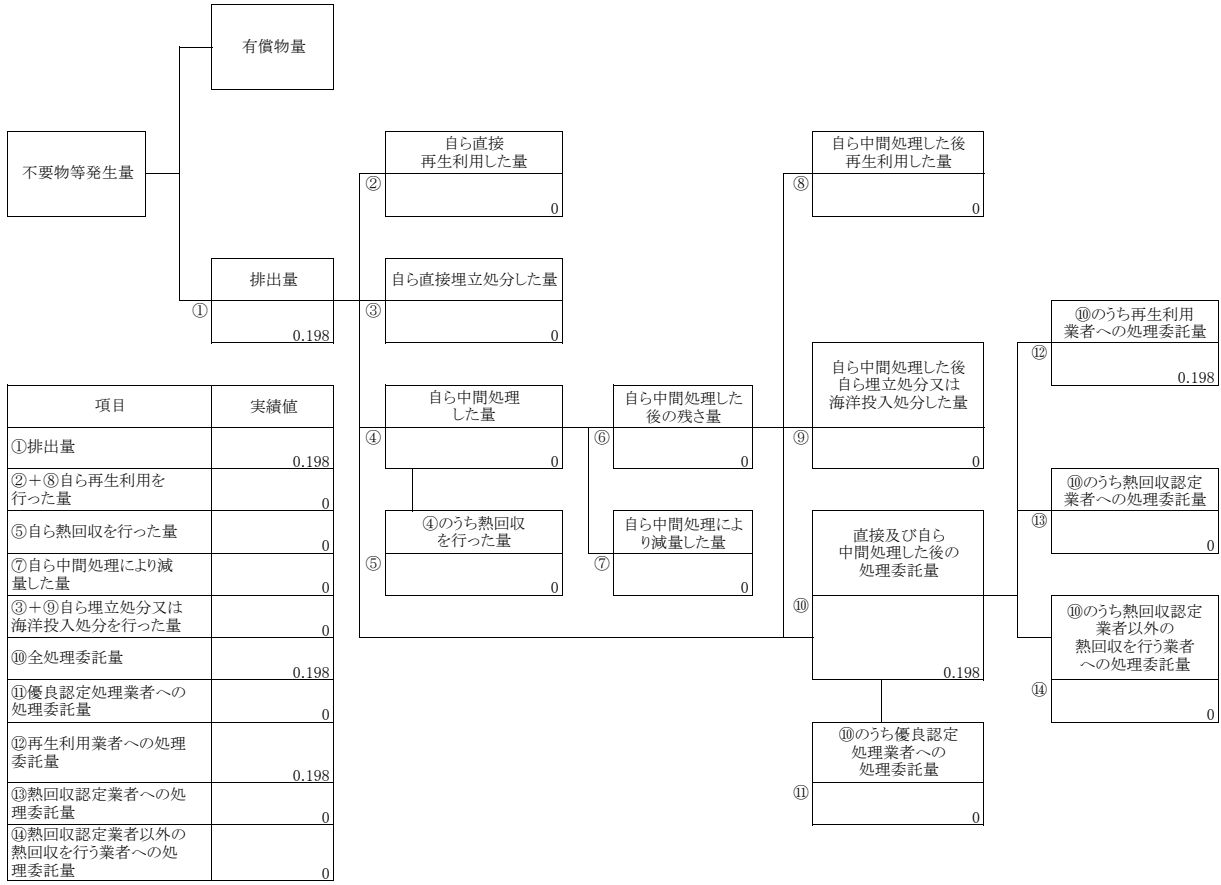 有償物量
不要物等発生量
自ら直接
再生利用した量
②
0
自ら中間処理した後
再生利用した量
⑧
0
排出量
①
0.198
自ら直接埋立処分した量
③
0
⑩のうち再生利用
業者への処理委託量
⑫
0.198
自ら中間処理
した量
④
0
自ら中間処理した
後の残さ量
⑥
0
自ら中間処理した後
自ら埋立処分又は
海洋投入処分した量
⑨
0
⑩のうち熱回収認定
業者への処理委託量
⑬
0
④のうち熱回収
を行った量
⑤
0
自ら中間処理によ
り減量した量
⑦
0
直接及び自ら
中間処理した後の
処理委託量
⑩
0.198
⑩のうち熱回収認定
業者以外の
熱回収を行う業者
への処理委託量
⑭
0
⑩のうち優良認定
処理業者への
処理委託量
⑪
0
項目 実績値
①排出量
0.198
②+⑧自ら再生利用を
行った量
0
⑤自ら熱回収を行った量
0
⑦自ら中間処理により減
量した量
0
③+⑨自ら埋立処分又は
海洋投入処分を行った量
0
⑩全処理委託量
0.198
⑪優良認定処理業者への
処理委託量
0
⑫再生利用業者への処理
委託量
0.198
⑬熱回収認定業者への処
理委託量
0
⑭熱回収認定業者以外の
熱回収を行う業者への処
理委託量
0